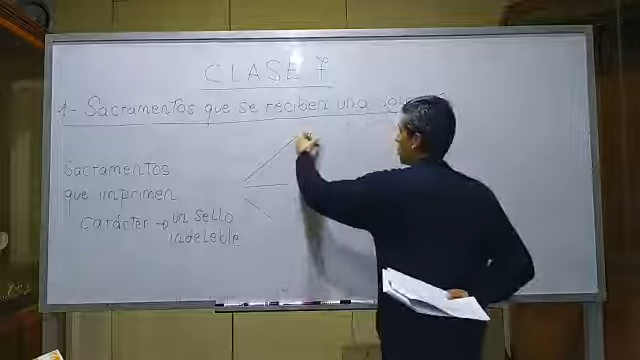 CLASE 7
1- Sacramentos que se reciben una
Sacramentos
que imprimen
carácter → un sello
indeleble